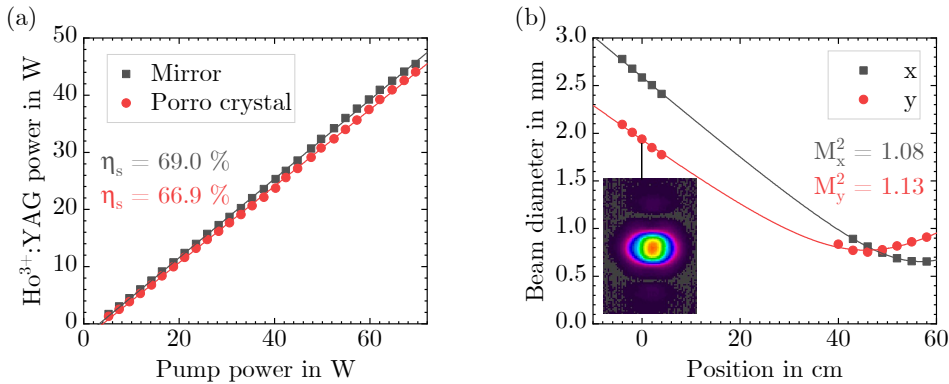 (a)
Ho³⁺:YAG power in W
50
40
30
20
10
0
Mirror
Porro crystal
ηs = 69.0 %
ηs = 66.9 %
0 20 40 60
Pump power in W
(b)
Beam diameter in mm
3.0
2.5
2.0
1.5
1.0
0.5
0.0
x
y
M²x = 1.08
M²y = 1.13
0 20 40 60
Position in cm